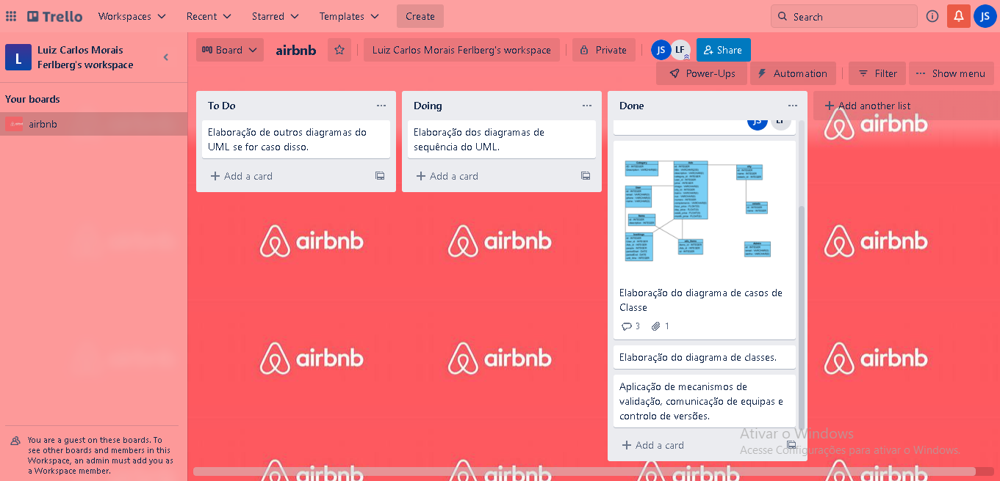 Trello
Workspaces
Recent
Starred
Templates
Create
Search
JS
L
Luiz Carlos Morais
Ferlberg's workspace
Board
airbnb
Luiz Carlos Morais Ferlberg's workspace
Private
JS
LF
Share
Power-Ups
Automation
Filter
Show menu
Your boards
airbnb
To Do
Elaboração de outros diagramas do
UML se for caso disso.
Add a card
Doing
Elaboração dos diagramas de
sequência do UML.
Add a card
Done
JS
LF
Category
Elaboração do diagrama de casos de
Classe
3
1
Elaboração do diagrama de classes.
Aplicação de mecanismos de
validação, comunicação de equipas e
controlo de versões.
Add a card
Add another list
airbnb
airbnb
airbnb
airbnb
airbnb
airbnb
airbnb
airbnb
airbnb
airbnb
airbnb
You are a guest on these boards. To
see other boards and members in this
Workspace, an admin must add you as
a Workspace member.
Ativar o Windows
Acesse Configurações para ativar o Windows.